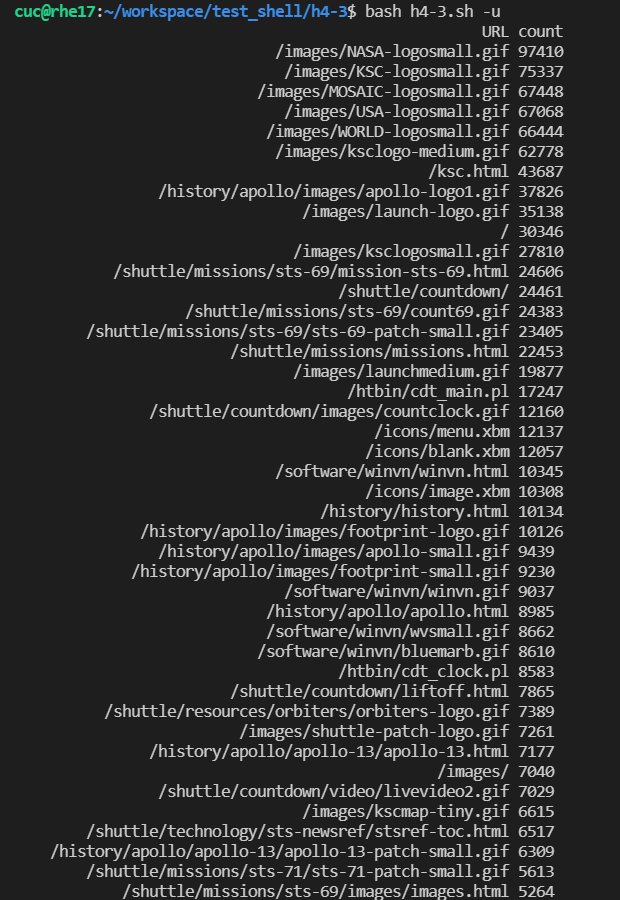 cuc@rhe17:~/workspace/test_shell/h4-3$ bash h4-3.sh -u
URL count
/images/NASA-logosmall.gif 97410
/images/KSC-logosmall.gif 75337
/images/MOSAIC-logosmall.gif 67448
/images/USA-logosmall.gif 67068
/images/WORLD-logosmall.gif 66444
/images/ksclogo-medium.gif 62778
/ksc.html 43687
/history/apollo/images/apollo-logo1.gif 37826
/images/launch-logo.gif 35138
/ 30346
/images/ksclogosmall.gif 27810
/shuttle/missions/sts-69/mission-sts-69.html 24606
/shuttle/countdown/ 24461
/shuttle/missions/sts-69/count69.gif 24383
/shuttle/missions/sts-69/sts-69-patch-small.gif 23405
/shuttle/missions/missions.html 22453
/images/launchmedium.gif 19877
/htbin/cdt_main.pl 17247
/shuttle/countdown/images/countclock.gif 12160
/icons/menu.xbm 12137
/icons/blank.xbm 12057
/software/winvn/winvn.html 10345
/icons/image.xbm 10308
/history/history.html 10134
/history/apollo/images/footprint-logo.gif 10126
/history/apollo/images/apollo-small.gif 9439
/history/apollo/images/footprint-small.gif 9230
/software/winvn/winvn.gif 9037
/history/apollo/apollo.html 8985
/software/winvn/wvsmall.gif 8662
/software/winvn/bluemarb.gif 8610
/htbin/cdt_clock.pl 8583
/shuttle/countdown/liftoff.html 7865
/shuttle/resources/orbiters/orbiters-logo.gif 7389
/images/shuttle-patch-logo.gif 7261
/history/apollo/apollo-13/apollo-13.html 7177
/images/ 7040
/shuttle/countdown/video/livevideo2.gif 7029
/images/kscmap-tiny.gif 6615
/shuttle/technology/sts-newsref/stsref-toc.html 6517
/history/apollo/apollo-13/apollo-13-patch-small.gif 6309
/shuttle/missions/sts-71/sts-71-patch-small.gif 5613
/shuttle/missions/sts-69/images/images.html 5264